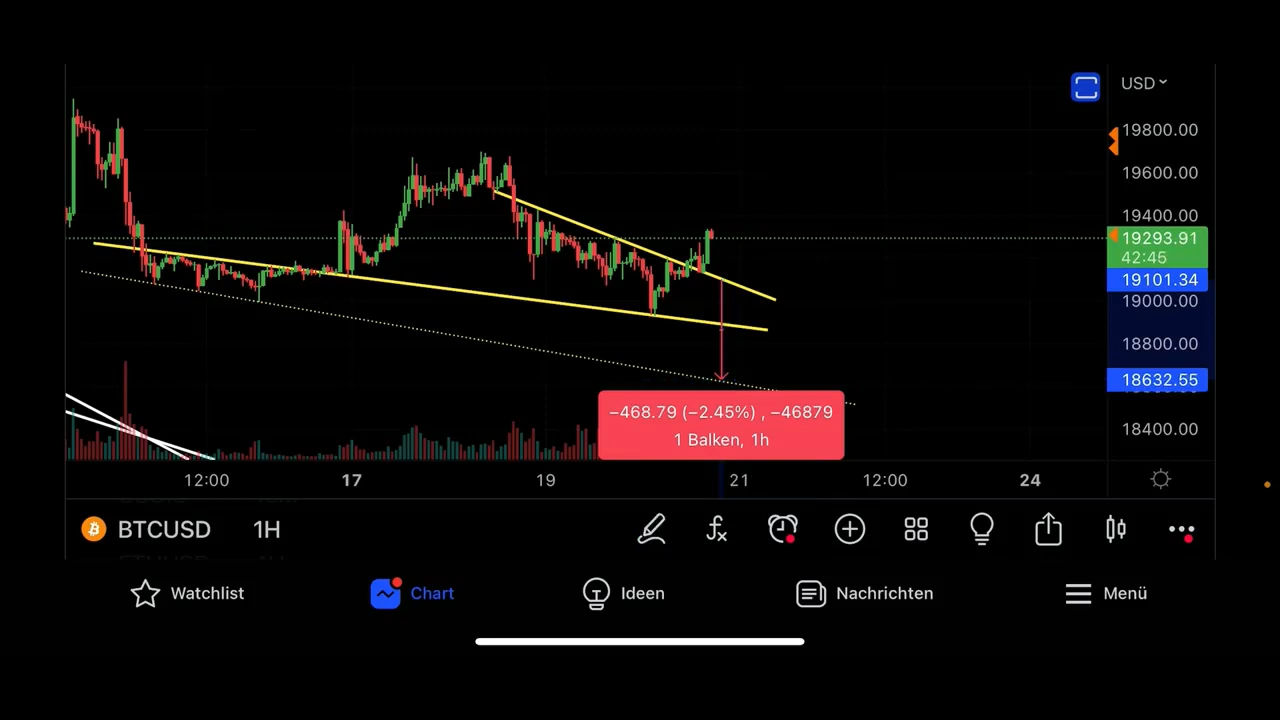 USD
19800.00
19600.00
19400.00
19293.91
42:45
19101.34
19000.00
18800.00
18632.55
18400.00
−468.79 (−2.45%) , −46879
1 Balken, 1h
12:00 17 19 21 12:00 24
BTCUSD 1H
Watchlist Chart Ideen Nachrichten Menü